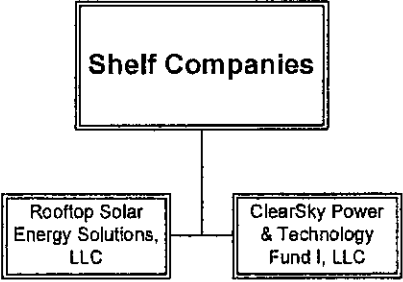 Shelf Companies
Rooftop Solar
Energy Solutions,
LLC
ClearSky Power
& Technology
Fund I, LLC